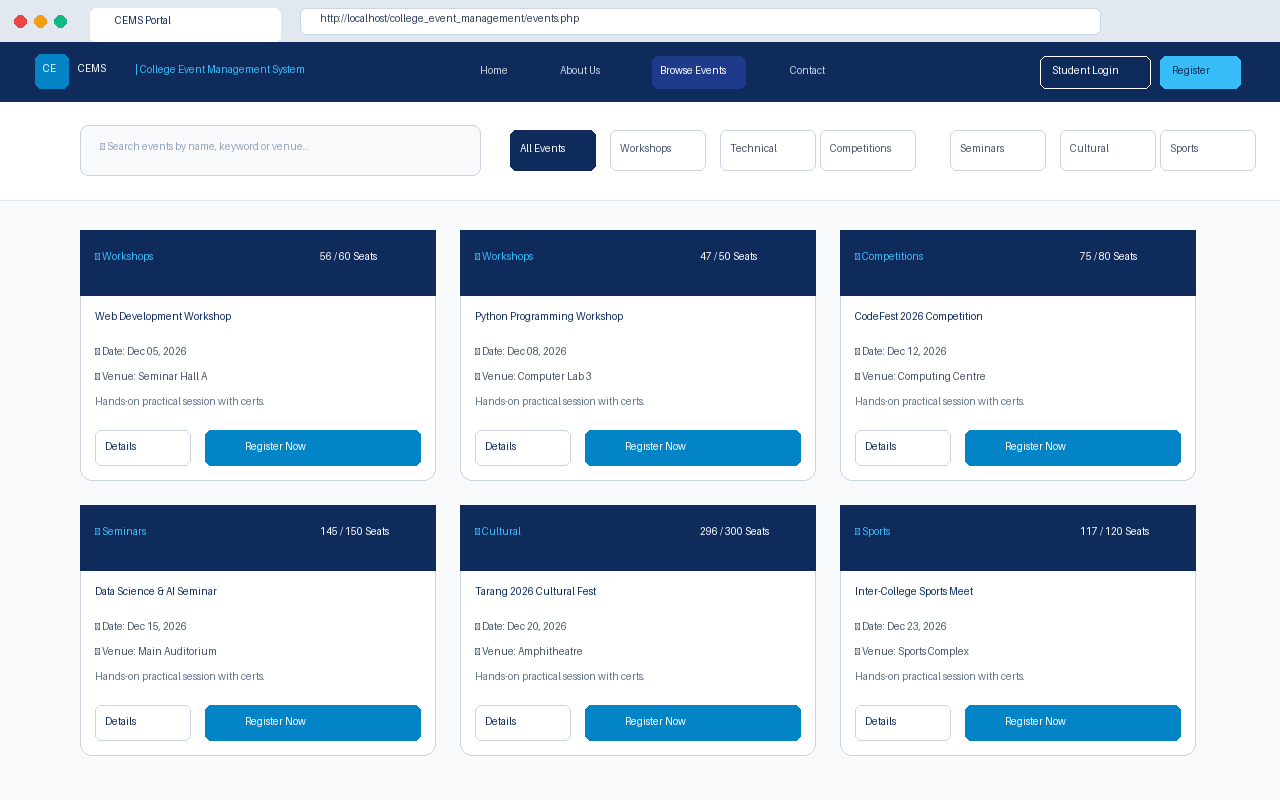 CEMS Portal
http://localhost/college_event_management/events.php
CE CEMS | College Event Management System Home About Us Browse Events Contact Student Login Register
Search events by name, keyword or venue... All Events Workshops Technical Competitions Seminars Cultural Sports
Workshops 56 / 60 Seats
Web Development Workshop
Date: Dec 05, 2026
Venue: Seminar Hall A
Hands-on practical session with certs.
Details Register Now
Workshops 47 / 50 Seats
Python Programming Workshop
Date: Dec 08, 2026
Venue: Computer Lab 3
Hands-on practical session with certs.
Details Register Now
Competitions 75 / 80 Seats
CodeFest 2026 Competition
Date: Dec 12, 2026
Venue: Computing Centre
Hands-on practical session with certs.
Details Register Now
Seminars 145 / 150 Seats
Data Science & AI Seminar
Date: Dec 15, 2026
Venue: Main Auditorium
Hands-on practical session with certs.
Details Register Now
Cultural 296 / 300 Seats
Tarang 2026 Cultural Fest
Date: Dec 20, 2026
Venue: Amphitheatre
Hands-on practical session with certs.
Details Register Now
Sports 117 / 120 Seats
Inter-College Sports Meet
Date: Dec 23, 2026
Venue: Sports Complex
Hands-on practical session with certs.
Details Register Now